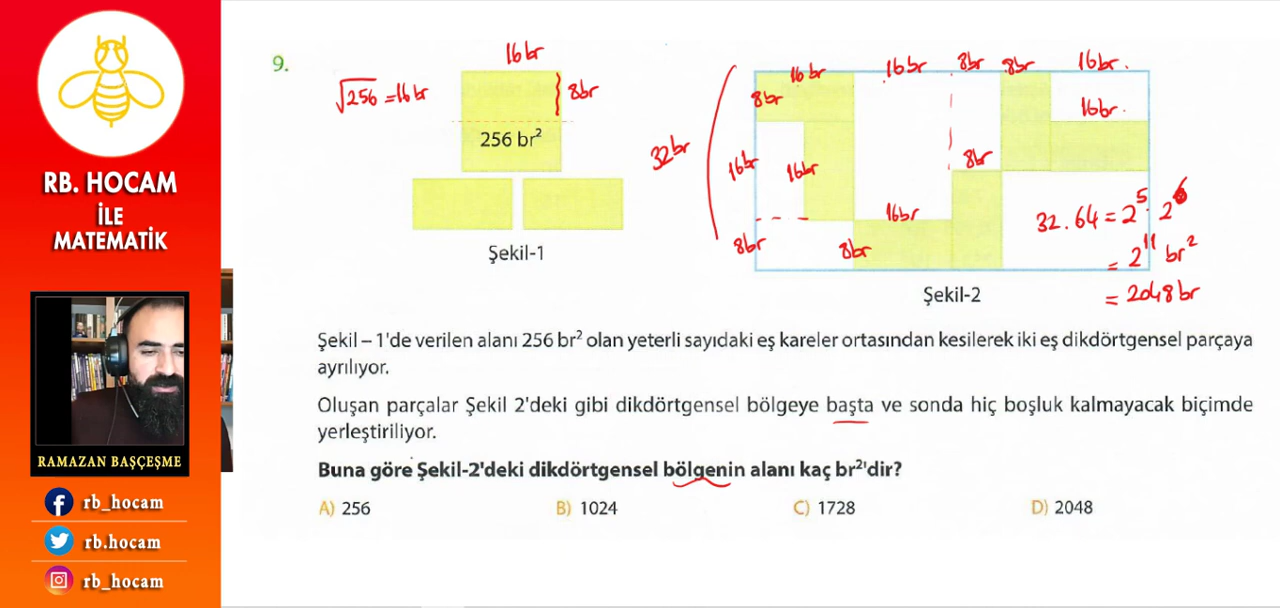 RB. HOCAM
İLE
MATEMATİK
RAMAZAN BAŞÇEŞME
rb_hocam
rb.hocam
rb_hocam
9.
16br
√256 = 16br
8br
256 br²
Şekil-1
32br
16br
16br
8br
8br
16br.
8br
16br.
16br
16br
8br
8br
8br
16br
32.64 = 2⁵. 2⁶
= 2¹¹ br²
= 2048br
Şekil-2
Şekil – 1'de verilen alanı 256 br² olan yeterli sayıdaki eş kareler ortasından kesilerek iki eş dikdörtgensel parçaya
ayrılıyor.
Oluşan parçalar Şekil 2'deki gibi dikdörtgensel bölgeye başta ve sonda hiç boşluk kalmayacak biçimde
yerleştiriliyor.
Buna göre Şekil-2'deki dikdörtgensel bölgenin alanı kaç br²'dir?
A) 256 B) 1024 C) 1728 D) 2048